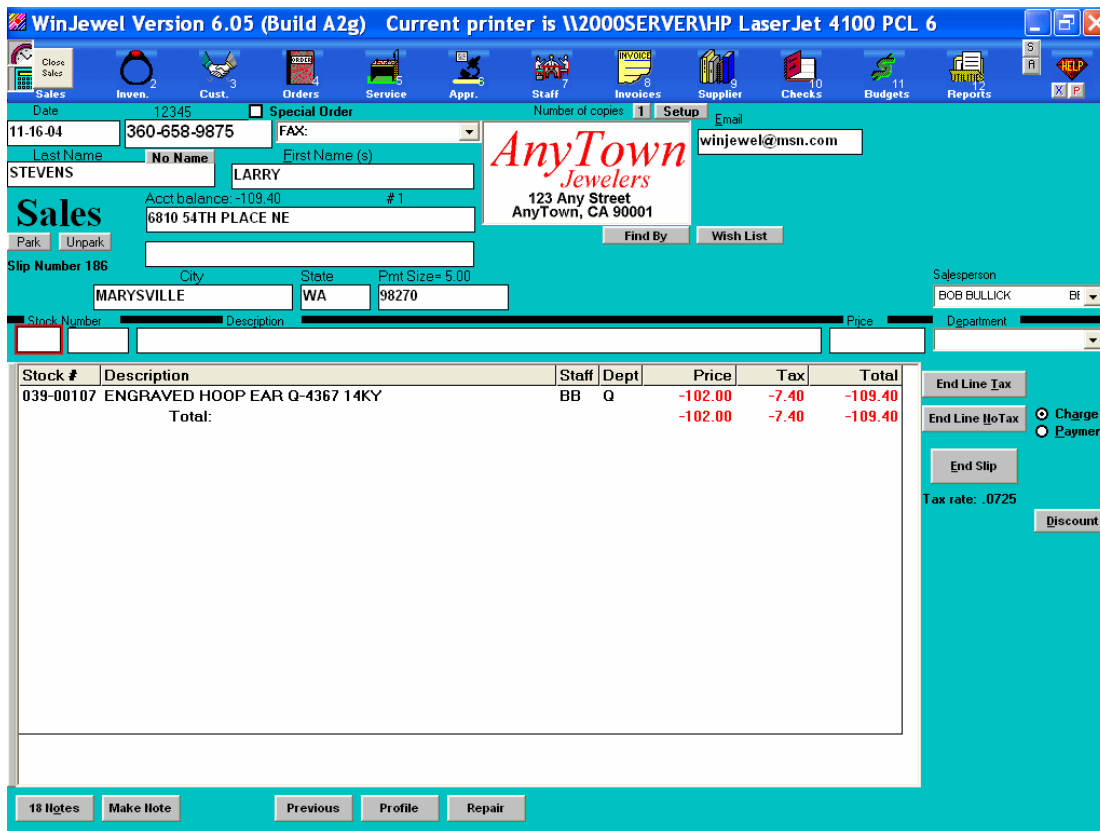 WinJewel Version 6.05 (Build A2g) Current printer is \\2000SERVER\HP LaserJet 4100 PCL 6
Close Sales
S
A
HELP
X P
ORDER
INVOICE
Sales
Inven. 2
Cust. 3
Orders 4
Service 5
Appr. 6
Staff 7
Invoices 8
Supplier 9
Checks 10
Budgets 11
Reports 12
Date 12345 Special Order Number of copies 1 Setup Email
11-16-04 360-658-9875 FAX: winjewel@msn.com
Last Name No Name First Name (s)
STEVENS LARRY
AnyTown
Jewelers
123 Any Street
AnyTown, CA 90001
Sales Acct balance: -109.40 # 1
6810 54TH PLACE NE
Park Unpark Find By Wish List
Slip Number 186
City State Pmt Size= 5.00 Salesperson
MARYSVILLE WA 98270 BOB BULLICK
Stock Number Description Price Department
Stock # Description Staff Dept Price Tax Total
039-00107 ENGRAVED HOOP EAR Q-4367 14KY BB Q -102.00 -7.40 -109.40
Total: -102.00 -7.40 -109.40
End Line Tax
End Line NoTax
Charge
Paymer
End Slip
Tax rate: .0725
Discount
18 Notes Make Note Previous Profile Repair